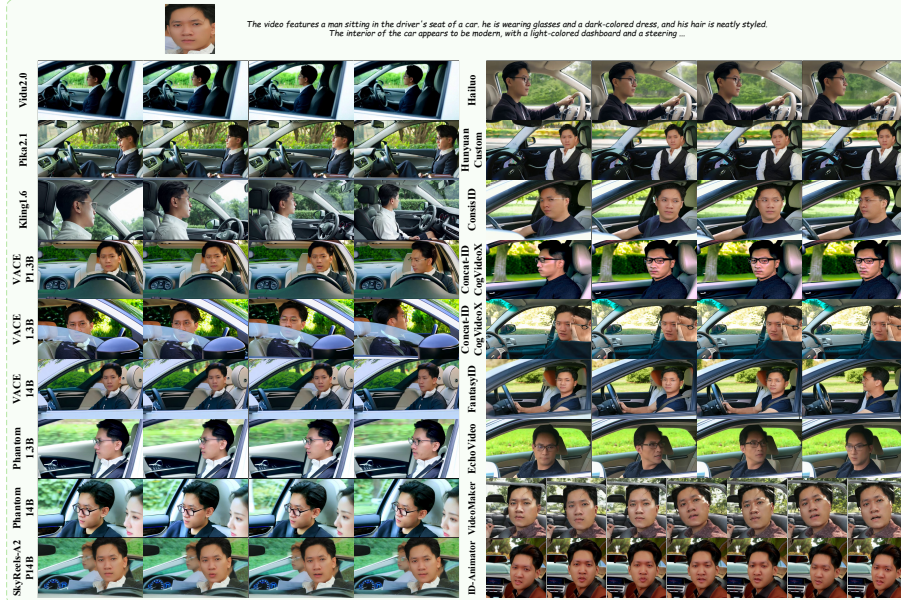 The video features a man sitting in the driver's seat of a car. he is wearing glasses and a dark-colored dress, and his hair is neatly styled.
The interior of the car appears to be modern, with a light-colored dashboard and a steering ...
Vidu2.0
Pika2.1
Kling1.6
VACE
P1.3B
VACE
1.3B
VACE
14B
Phantom
1.3B
Phantom
14B
SkyReels-A2
P14B
Hailuo
Hunyuan
Custom
ConsisID
Concat-ID
CogVideoX
Concat-ID
CogVideoX
FantasyID
EchoVideo
VideoMaker
ID-Animator